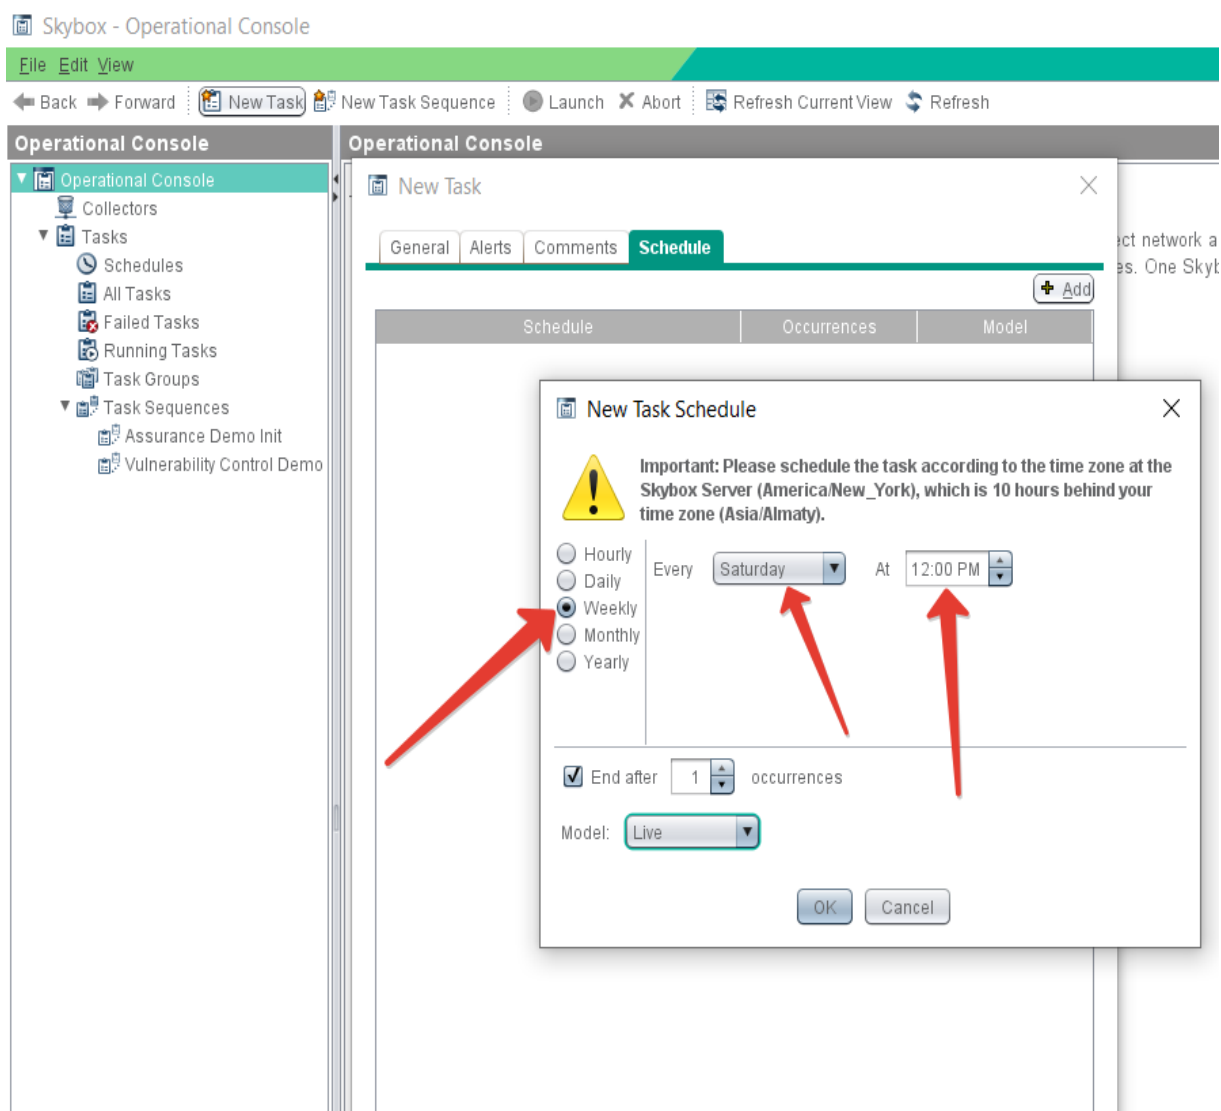 Skybox - Operational Console
File Edit View
Back Forward New Task New Task Sequence Launch Abort Refresh Current View Refresh
Operational Console
Operational Console
Collectors
Tasks
Schedules
All Tasks
Failed Tasks
Running Tasks
Task Groups
Task Sequences
Assurance Demo Init
Vulnerability Control Demo
Operational Console
New Task
General Alerts Comments Schedule
Add
Schedule Occurrences Model
ect network a
es. One Skyb
New Task Schedule
Important: Please schedule the task according to the time zone at the
Skybox Server (America/New_York), which is 10 hours behind your
time zone (Asia/Almaty).
Hourly
Daily
Weekly
Monthly
Yearly
Every Saturday At 12:00 PM
End after 1 occurrences
Model: Live
OK Cancel